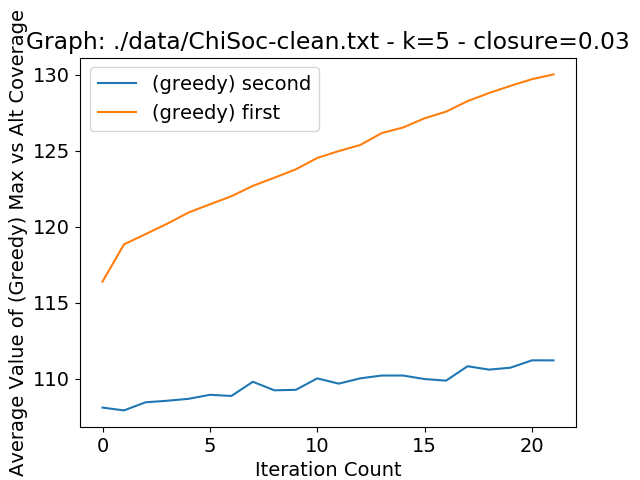 Graph: ./data/ChiSoc-clean.txt - k=5 - closure=0.03
Average Value of (Greedy) Max vs Alt Coverage
130
125
120
115
110
(greedy) second
(greedy) first
0
5
10
15
20
Iteration Count